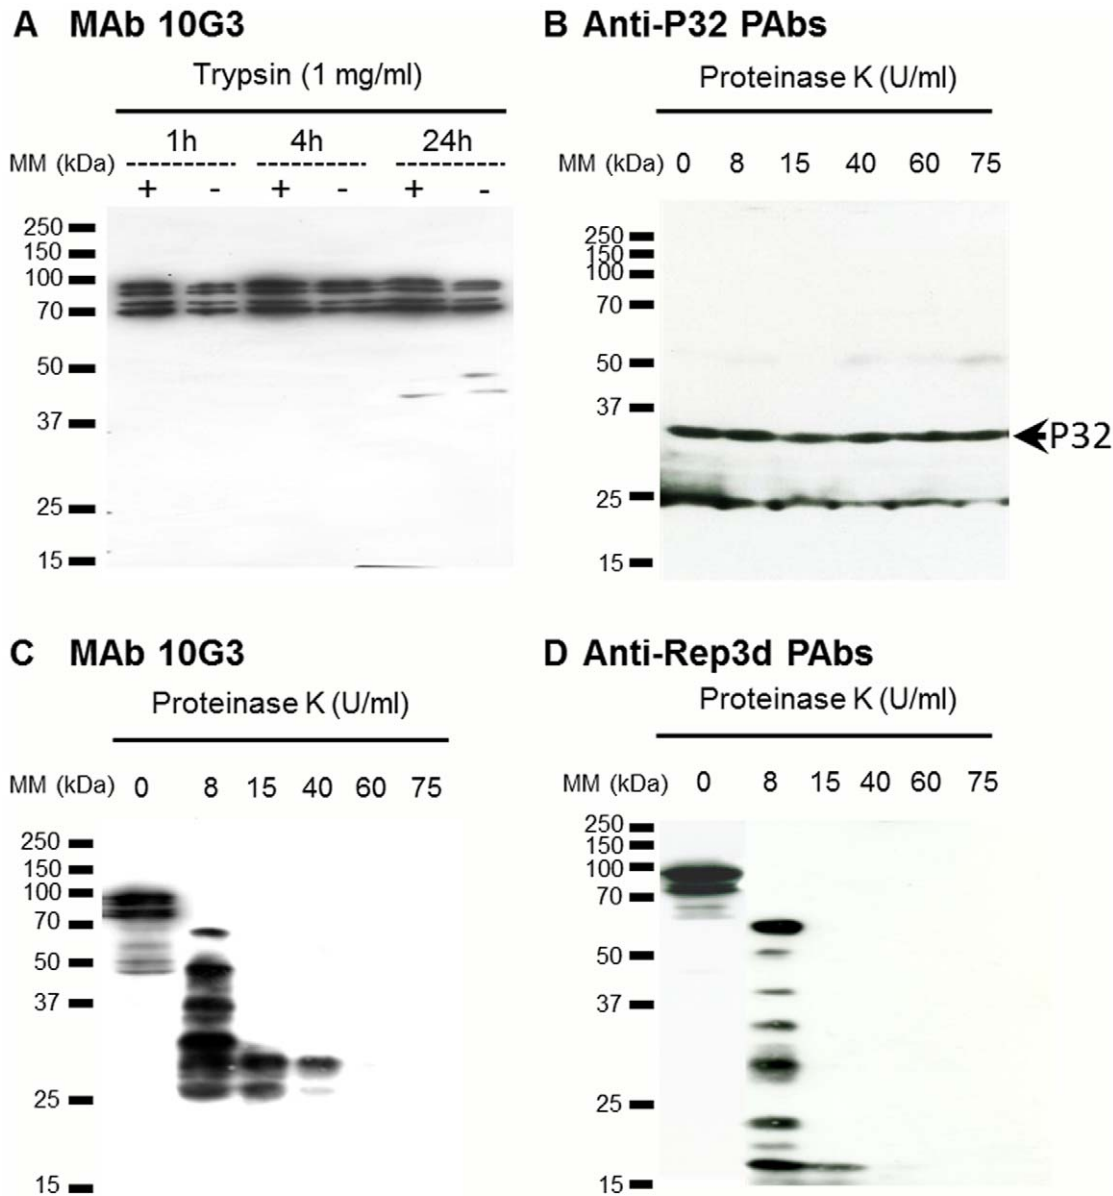 A MAb 10G3
Trypsin (1 mg/ml)
1h 4h 24h
MM (kDa)
+ - + - + -
250
150
100
70
50
37
25
15
B Anti-P32 PAbs
Proteinase K (U/ml)
MM (kDa) 0 8 15 40 60 75
250
150
100
70
50
37
25
15
P32
C MAb 10G3
Proteinase K (U/ml)
MM (kDa) 0 8 15 40 60 75
250
150
100
70
50
37
25
15
D Anti-Rep3d PAbs
Proteinase K (U/ml)
MM (kDa) 0 8 15 40 60 75
250
150
100
70
50
37
25
15